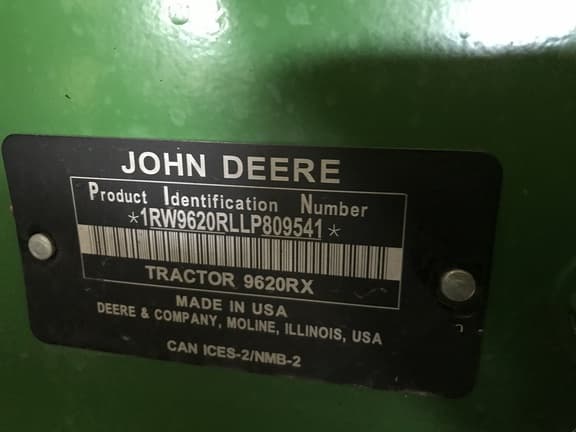 JOHN DEERE
Product Identification Number
*1RW9620RLLP809541*
TRACTOR 9620RX
MADE IN USA
DEERE & COMPANY, MOLINE, ILLINOIS, USA
CAN ICES-2/NMB-2